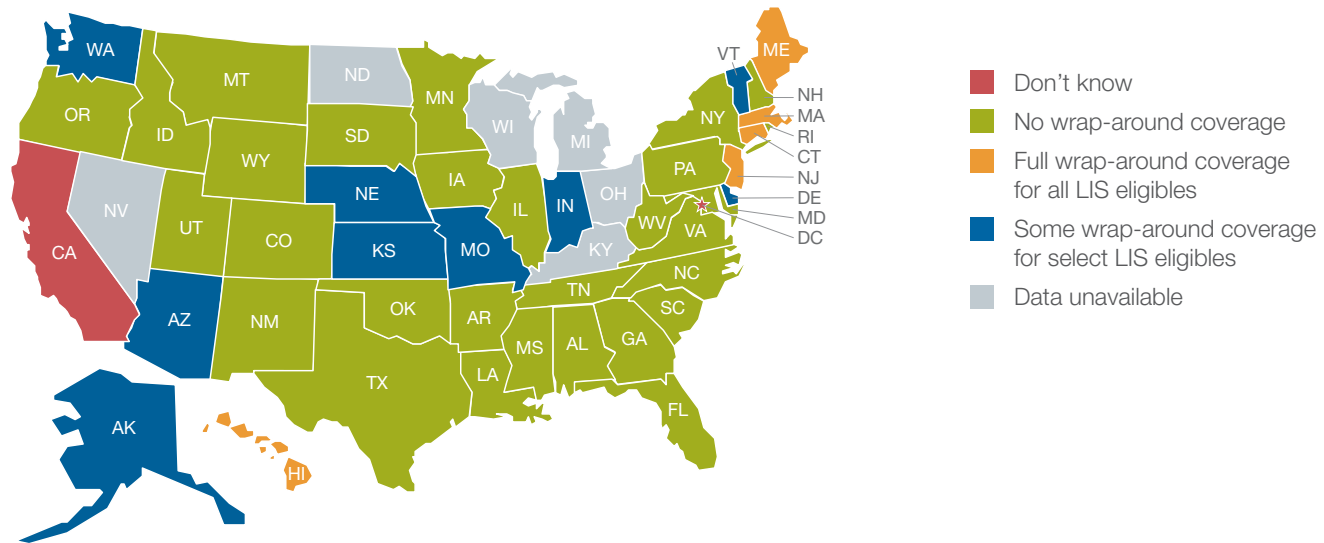 WA
OR
CA
ID
NV
MT
WY
UT
AZ
CO
NM
ND
SD
NE
KS
OK
TX
MN
IA
MO
AR
LA
WI
IL
MI
IN
OH
KY
TN
MS
AL
GA
FL
SC
NC
VA
WV
PA
NY
VT
ME
NH
MA
RI
CT
NJ
DE
MD
DC
AK
HI
Don't know
No wrap-around coverage
Full wrap-around coverage
for all LIS eligibles
Some wrap-around coverage
for select LIS eligibles
Data unavailable